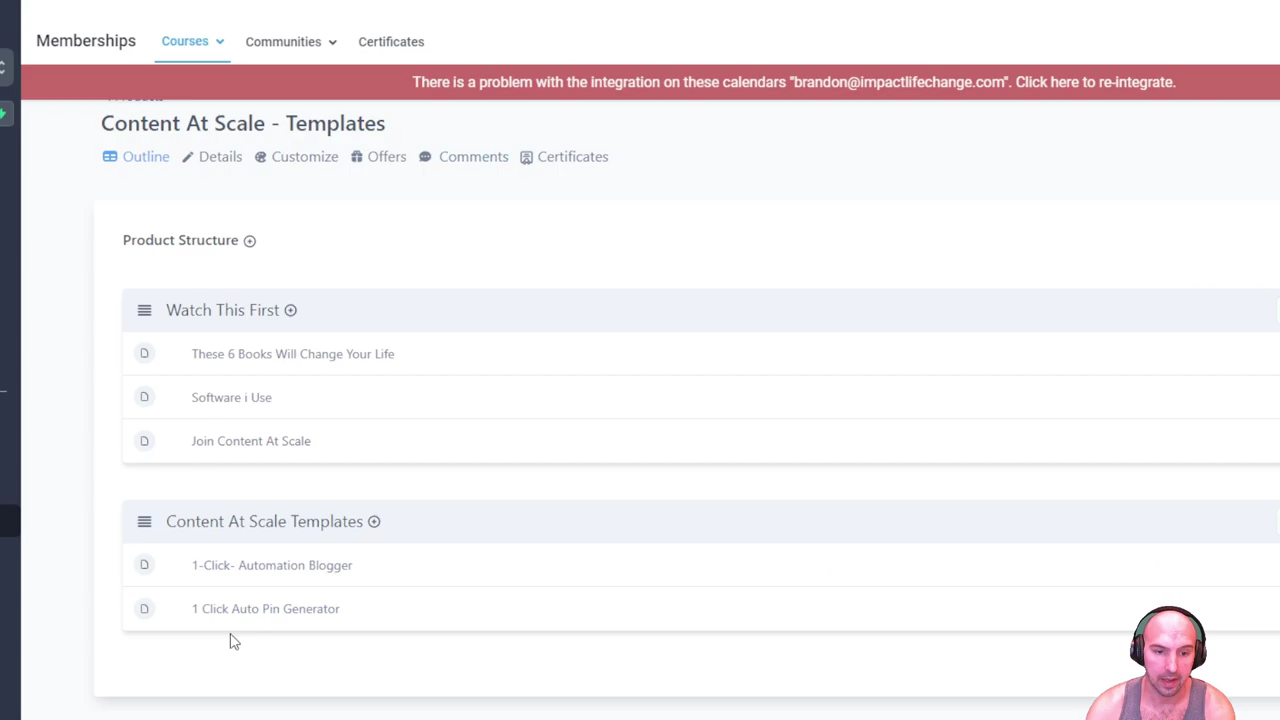 Memberships
Courses
Communities
Certificates
There is a problem with the integration on these calendars "brandon@impactlifechange.com". Click here to re-integrate.
Content At Scale - Templates
Outline
Details
Customize
Offers
Comments
Certificates
Product Structure
Watch This First
These 6 Books Will Change Your Life
Software i Use
Join Content At Scale
Content At Scale Templates
1-Click- Automation Blogger
1 Click Auto Pin Generator